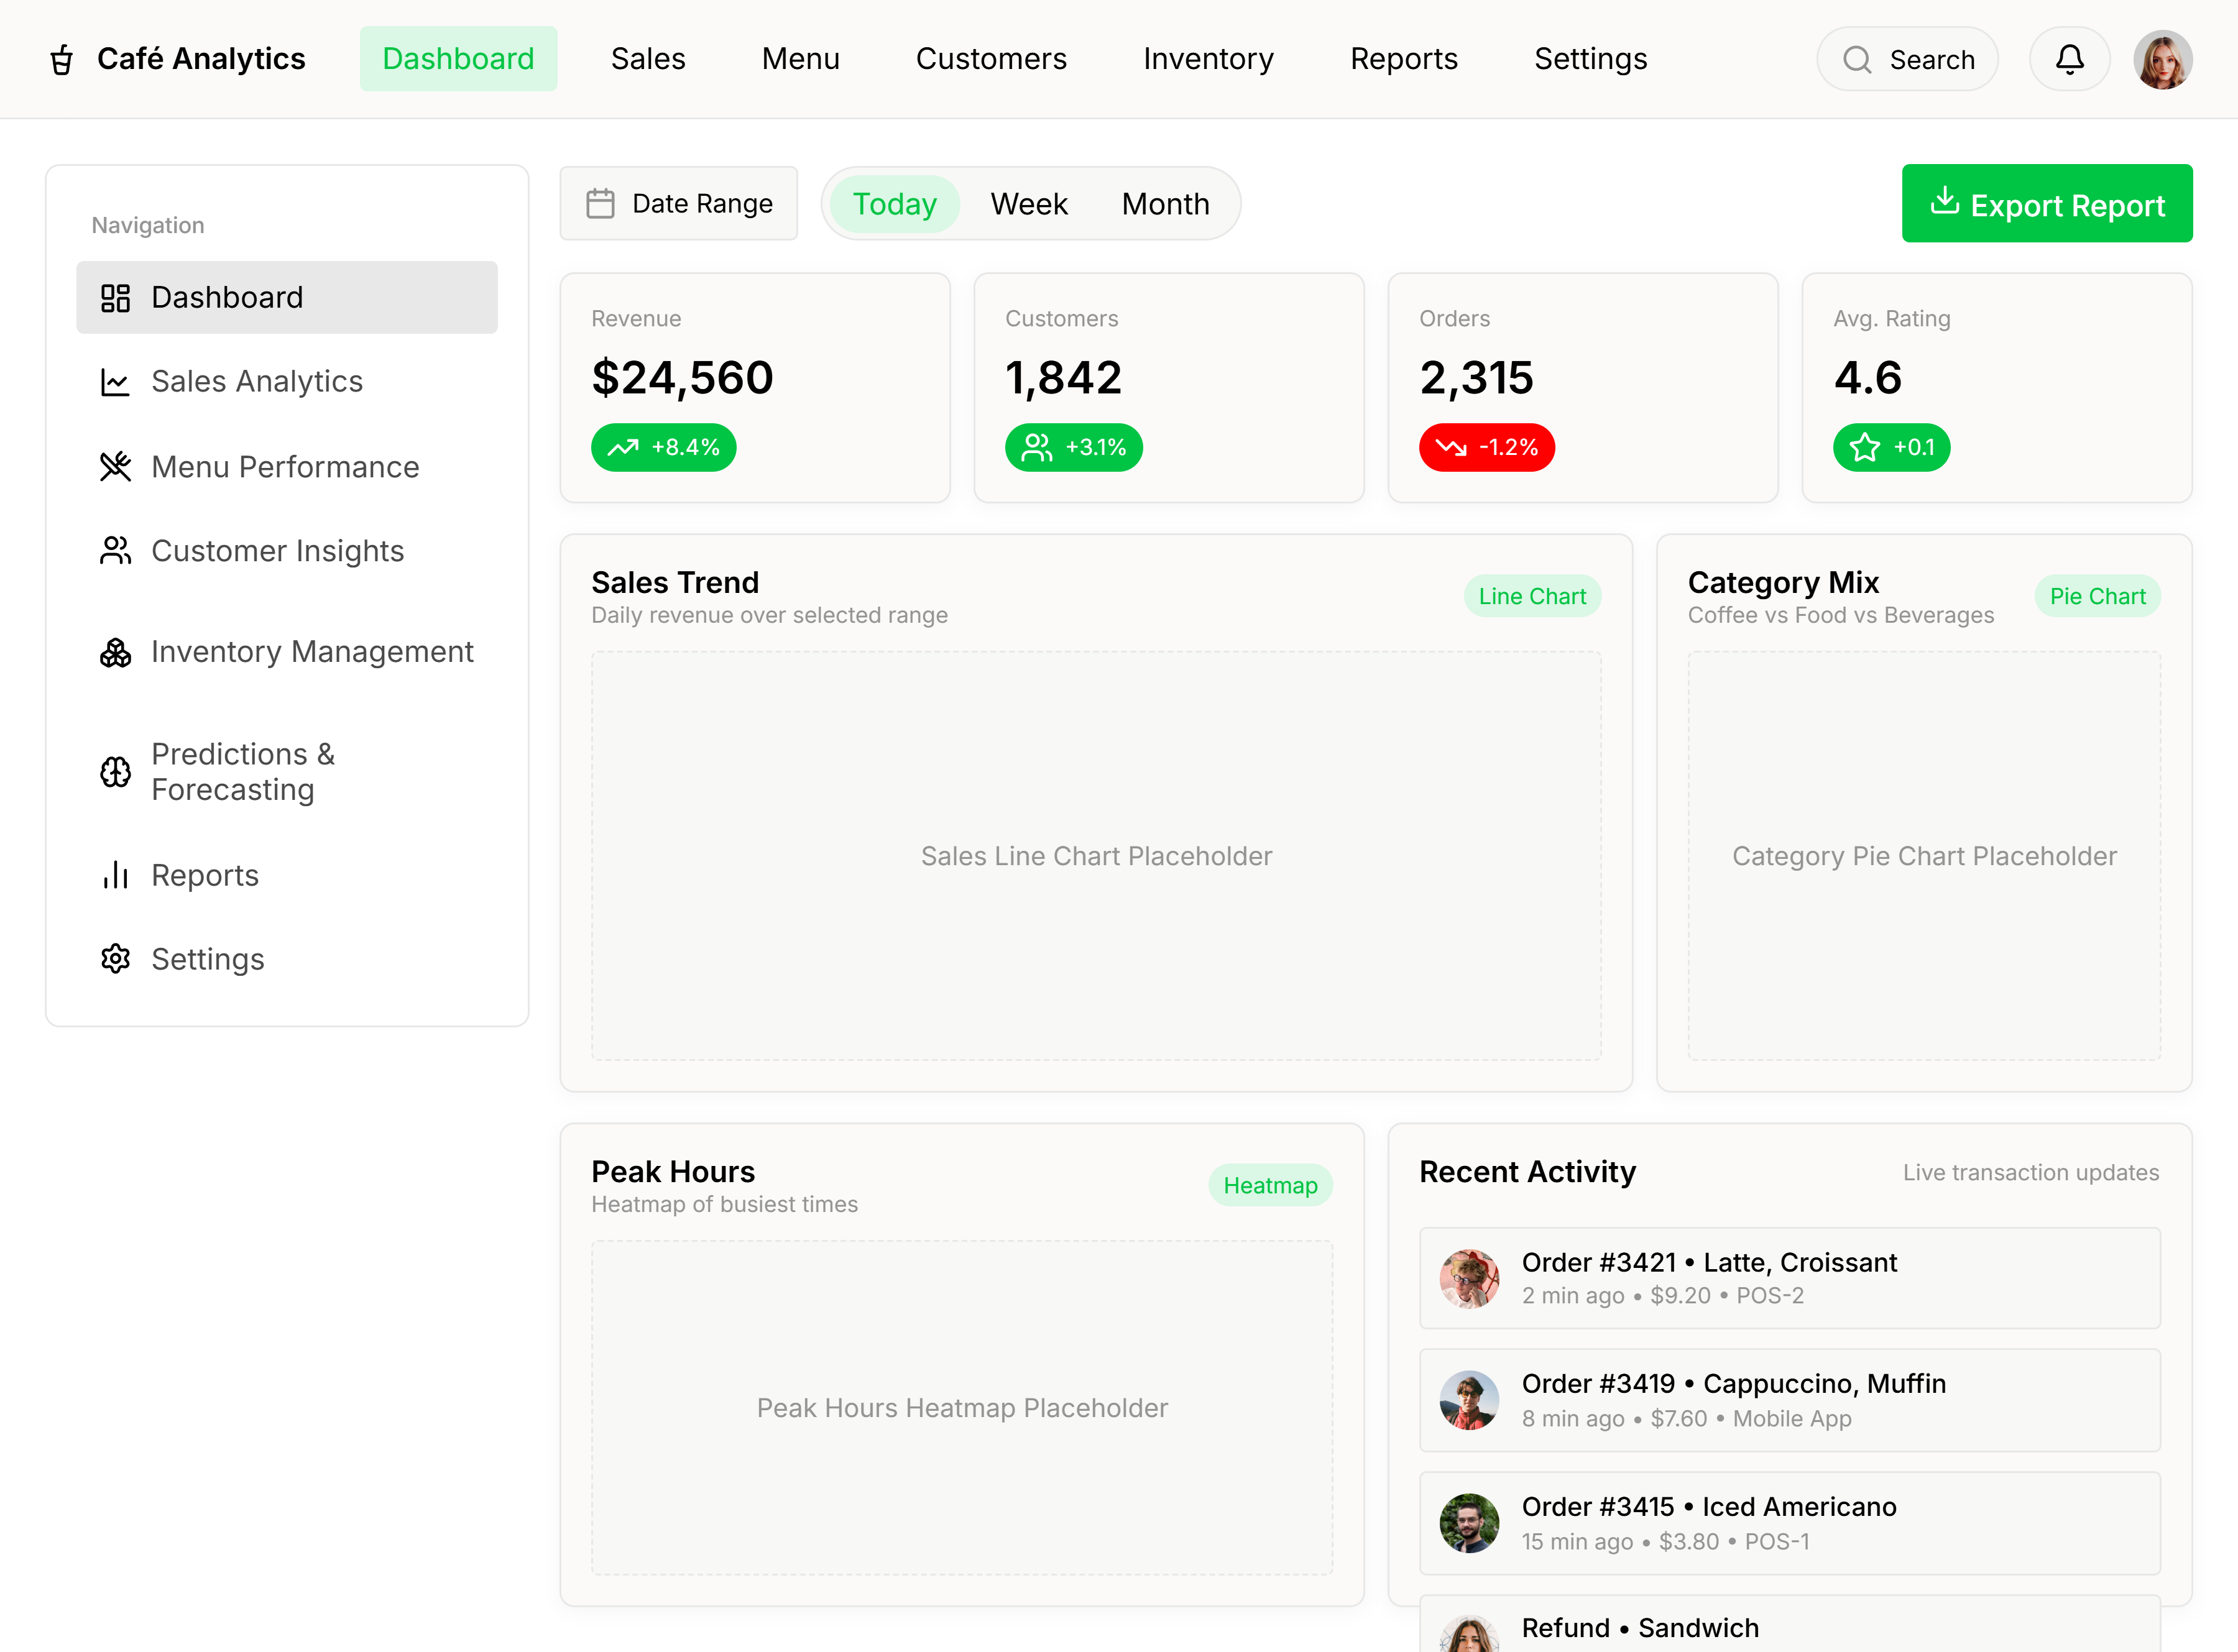 Café Analytics
Dashboard
Sales
Menu
Customers
Inventory
Reports
Settings
Search
Navigation
Dashboard
Sales Analytics
Menu Performance
Customer Insights
Inventory Management
Predictions &
Forecasting
Reports
Settings
Date Range
Today
Week
Month
Export Report
Revenue
$24,560
+8.4%
Customers
1,842
+3.1%
Orders
2,315
-1.2%
Avg. Rating
4.6
+0.1
Sales Trend
Daily revenue over selected range
Line Chart
Sales Line Chart Placeholder
Category Mix
Coffee vs Food vs Beverages
Pie Chart
Category Pie Chart Placeholder
Peak Hours
Heatmap of busiest times
Heatmap
Peak Hours Heatmap Placeholder
Recent Activity
Live transaction updates
Order #3421 • Latte, Croissant
2 min ago • $9.20 • POS-2
Order #3419 • Cappuccino, Muffin
8 min ago • $7.60 • Mobile App
Order #3415 • Iced Americano
15 min ago • $3.80 • POS-1
Refund • Sandwich